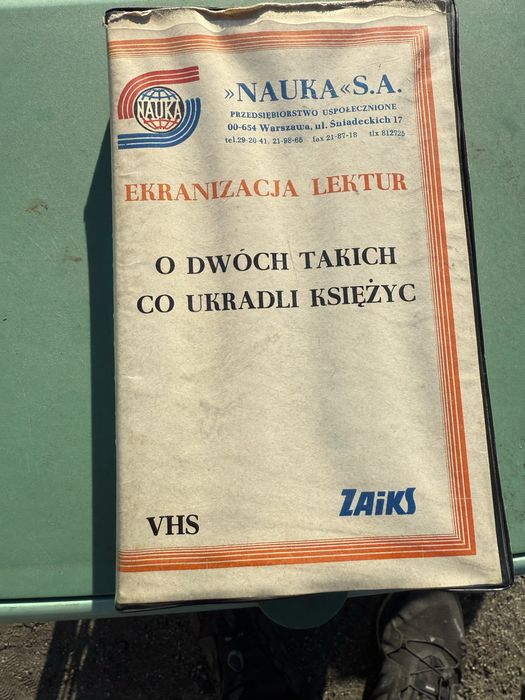 NAUKA
»NAUKA« S.A.
PRZEDSIĘBIORSTWO USPOŁECZNIONE
00-654 Warszawa, ul. Śniadeckich 17
tel. 29-20-41, 21-98-65 fax 21-87-18 tlx 812725
EKRANIZACJA LEKTUR
O DWÓCH TAKICH
CO UKRADLI KSIĘŻYC
ZAiKS
VHS